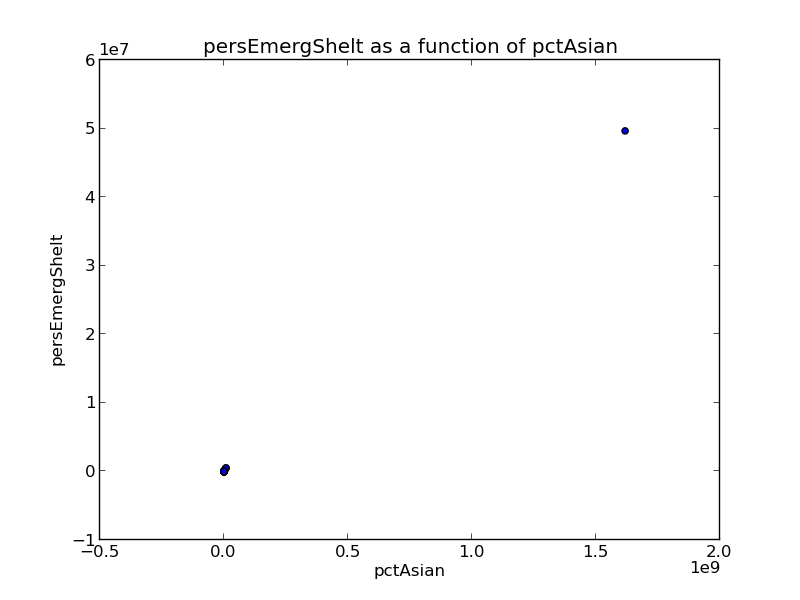 persEmergShelt as a function of pctAsian
1e7
6
5
4
3
2
1
0
−1
persEmergShelt
−0.5 0.0 0.5 1.0 1.5 2.0
1e9
pctAsian